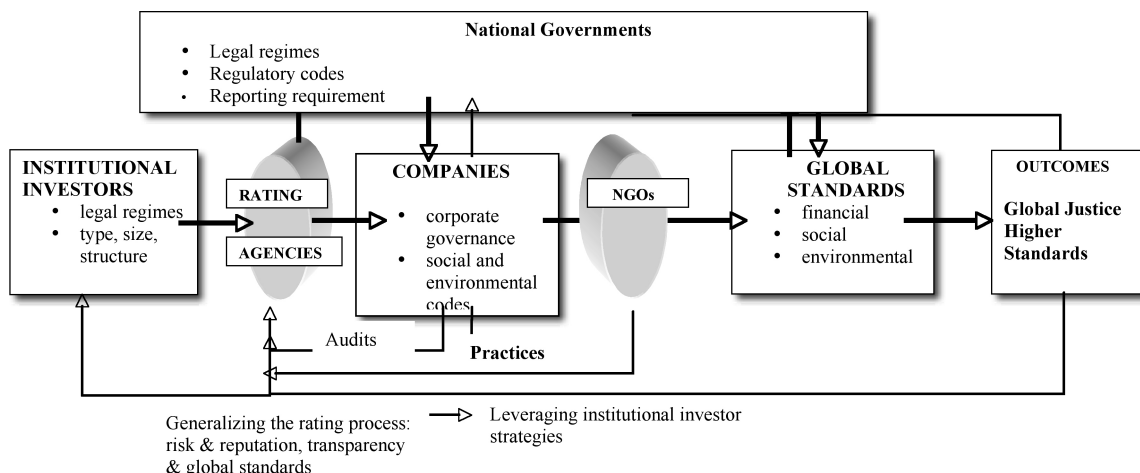 National Governments
• Legal regimes
• Regulatory codes
• Reporting requirement
INSTITUTIONAL
INVESTORS
• legal regimes
• type, size,
structure
RATING
AGENCIES
COMPANIES
• corporate
governance
• social and
environmental
codes
NGOs
GLOBAL
STANDARDS
• financial
• social
• environmental
OUTCOMES
Global Justice
Higher
Standards
Audits
Practices
Generalizing the rating process:
risk & reputation, transparency
& global standards
Leveraging institutional investor
strategies